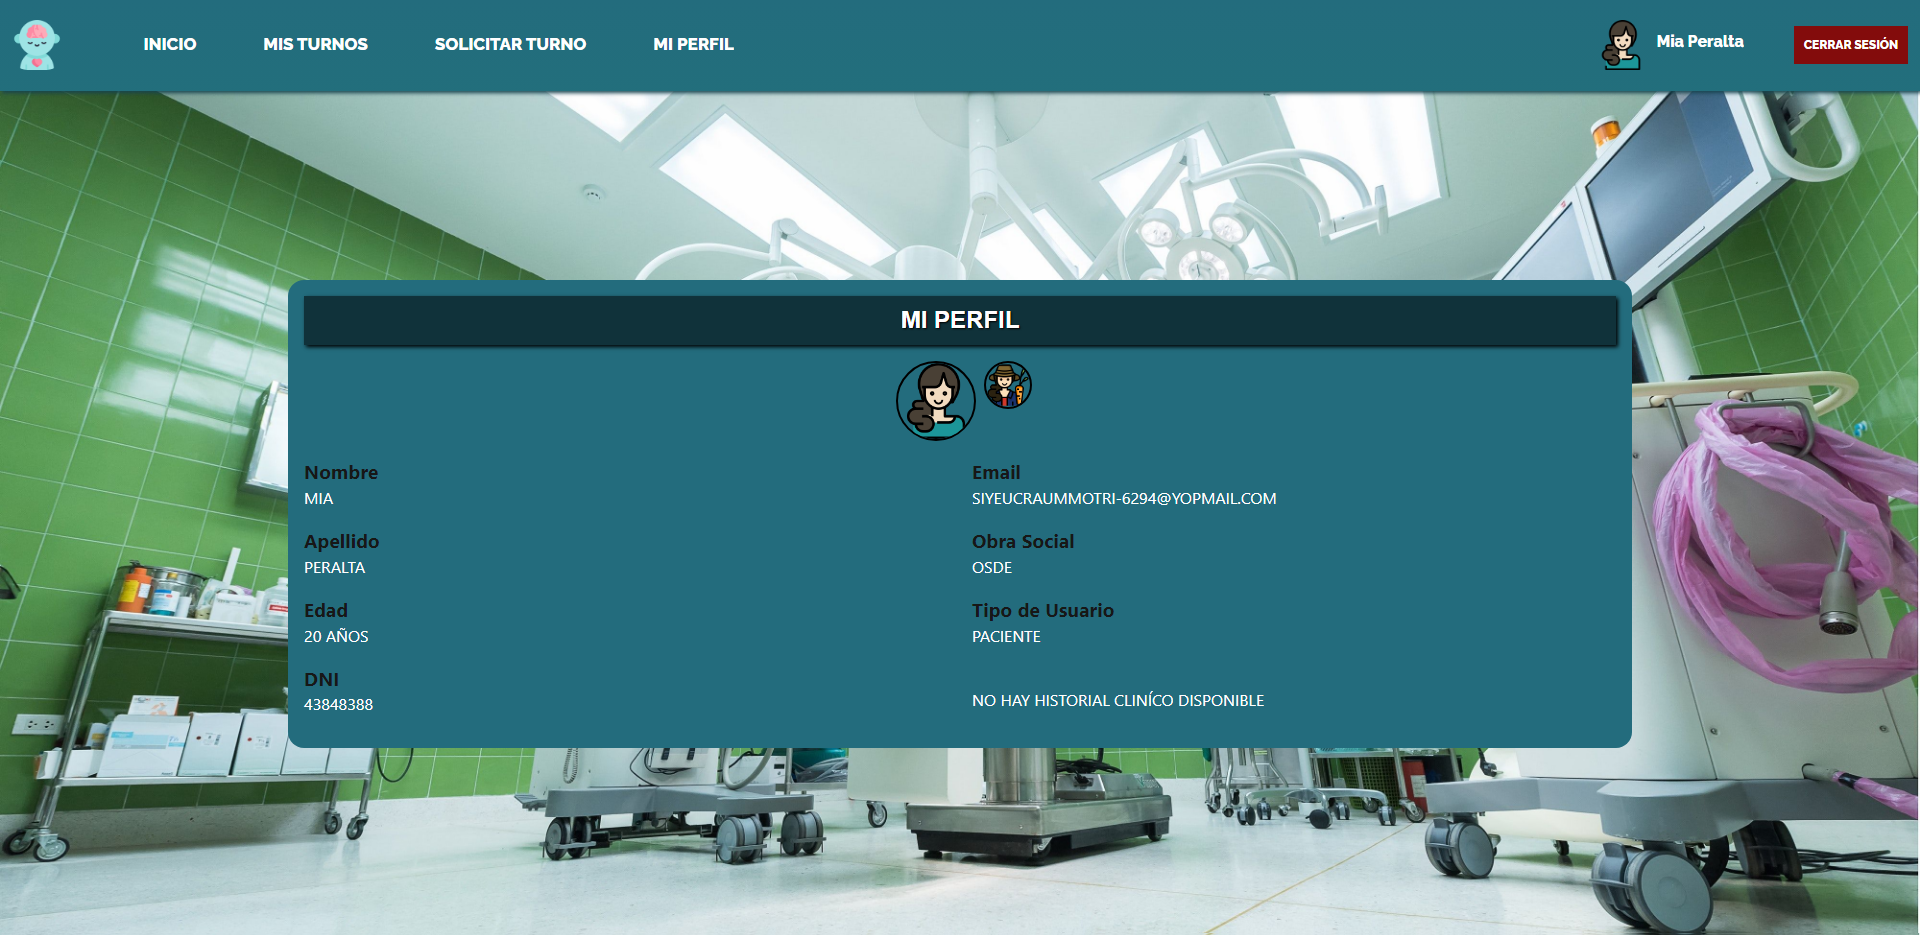 INICIO
MIS TURNOS
SOLICITAR TURNO
MI PERFIL
Mia Peralta
CERRAR SESIÓN
MI PERFIL
Nombre
MIA
Apellido
PERALTA
Edad
20 AÑOS
DNI
43848388
Email
SIYEUCRAUMMOTRI-6294@YOPMAIL.COM
Obra Social
OSDE
Tipo de Usuario
PACIENTE
NO HAY HISTORIAL CLINÍCO DISPONIBLE